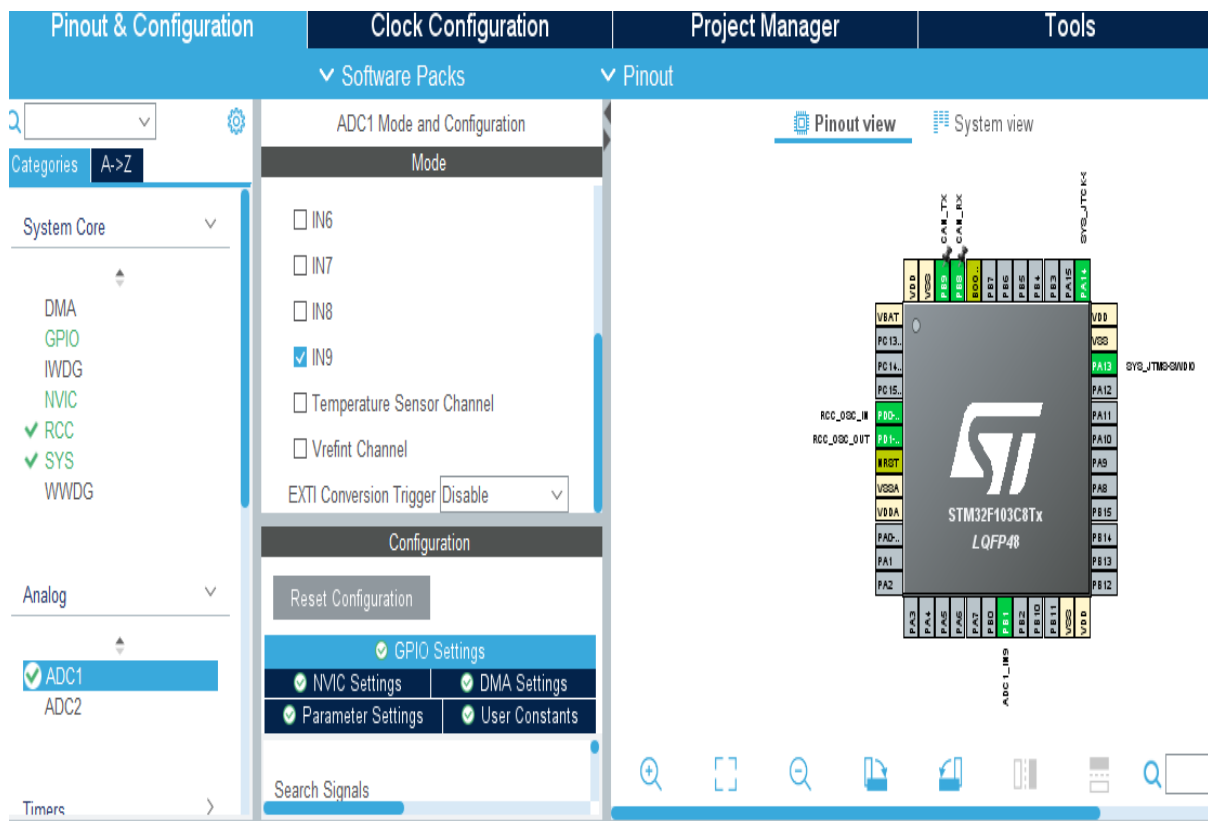 Pinout & Configuration
Clock Configuration
Project Manager
Tools
Software Packs
Pinout
Categories
A->Z
System Core
DMA
GPIO
IWDG
NVIC
RCC
SYS
WWDG
Analog
ADC1
ADC2
Timers
ADC1 Mode and Configuration
Mode
IN6
IN7
IN8
IN9
Temperature Sensor Channel
Vrefint Channel
EXTI Conversion Trigger Disable
Configuration
Reset Configuration
GPIO Settings
NVIC Settings
DMA Settings
Parameter Settings
User Constants
Search Signals
Pinout view
System view
CAN_TX
CAN_RX
VDD
VSS
PB9
PB8
BOO..
PB7
PB6
PB5
PB4
PB3
PA15
PA14
VBAT
PC13..
PC14..
PC15..
RCC_OSC_IN
PD0-..
RCC_OSC_OUT
PD1-..
NRST
VSSA
VDDA
PA0-..
PA1
PA2
STM32F103C8Tx
LQFP48
VDD
VSS
PA13
SYS_JTMS-SWDIO
PA12
PA11
PA10
PA9
PA8
PB15
PB14
PB13
PB12
PA3
PA4
PA5
PA6
PA7
PB0
PB1
PB2
PB10
PB11
VSS
VDD
ADC1_IN9